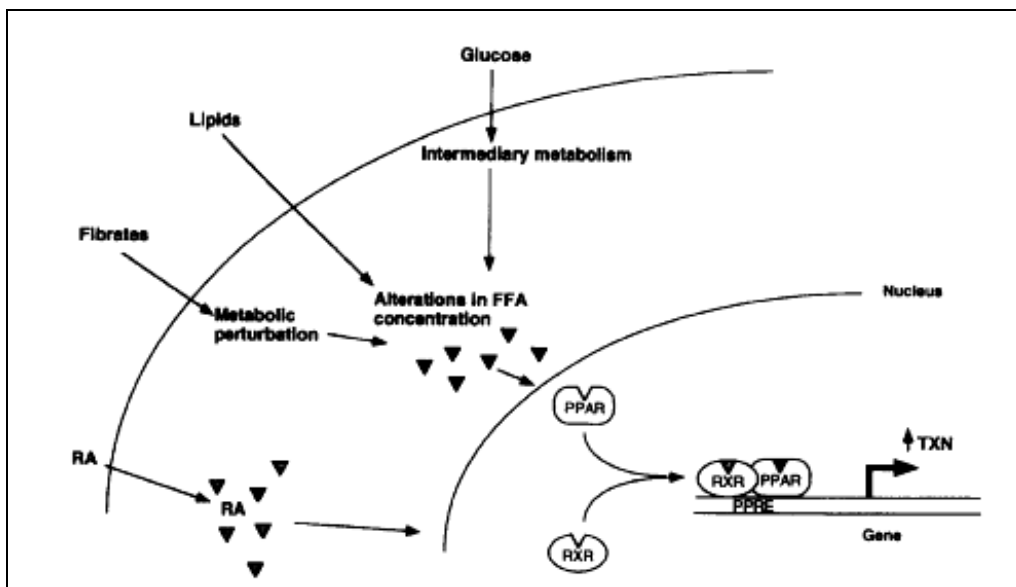 Glucose
Lipids
Intermediary metabolism
Fibrates
Alterations in FFA
concentration
Nucleus
Metabolic
perturbation
PPAR
TXN
RA
RXR
PPAR
RA
PPRE
Gene
RXR